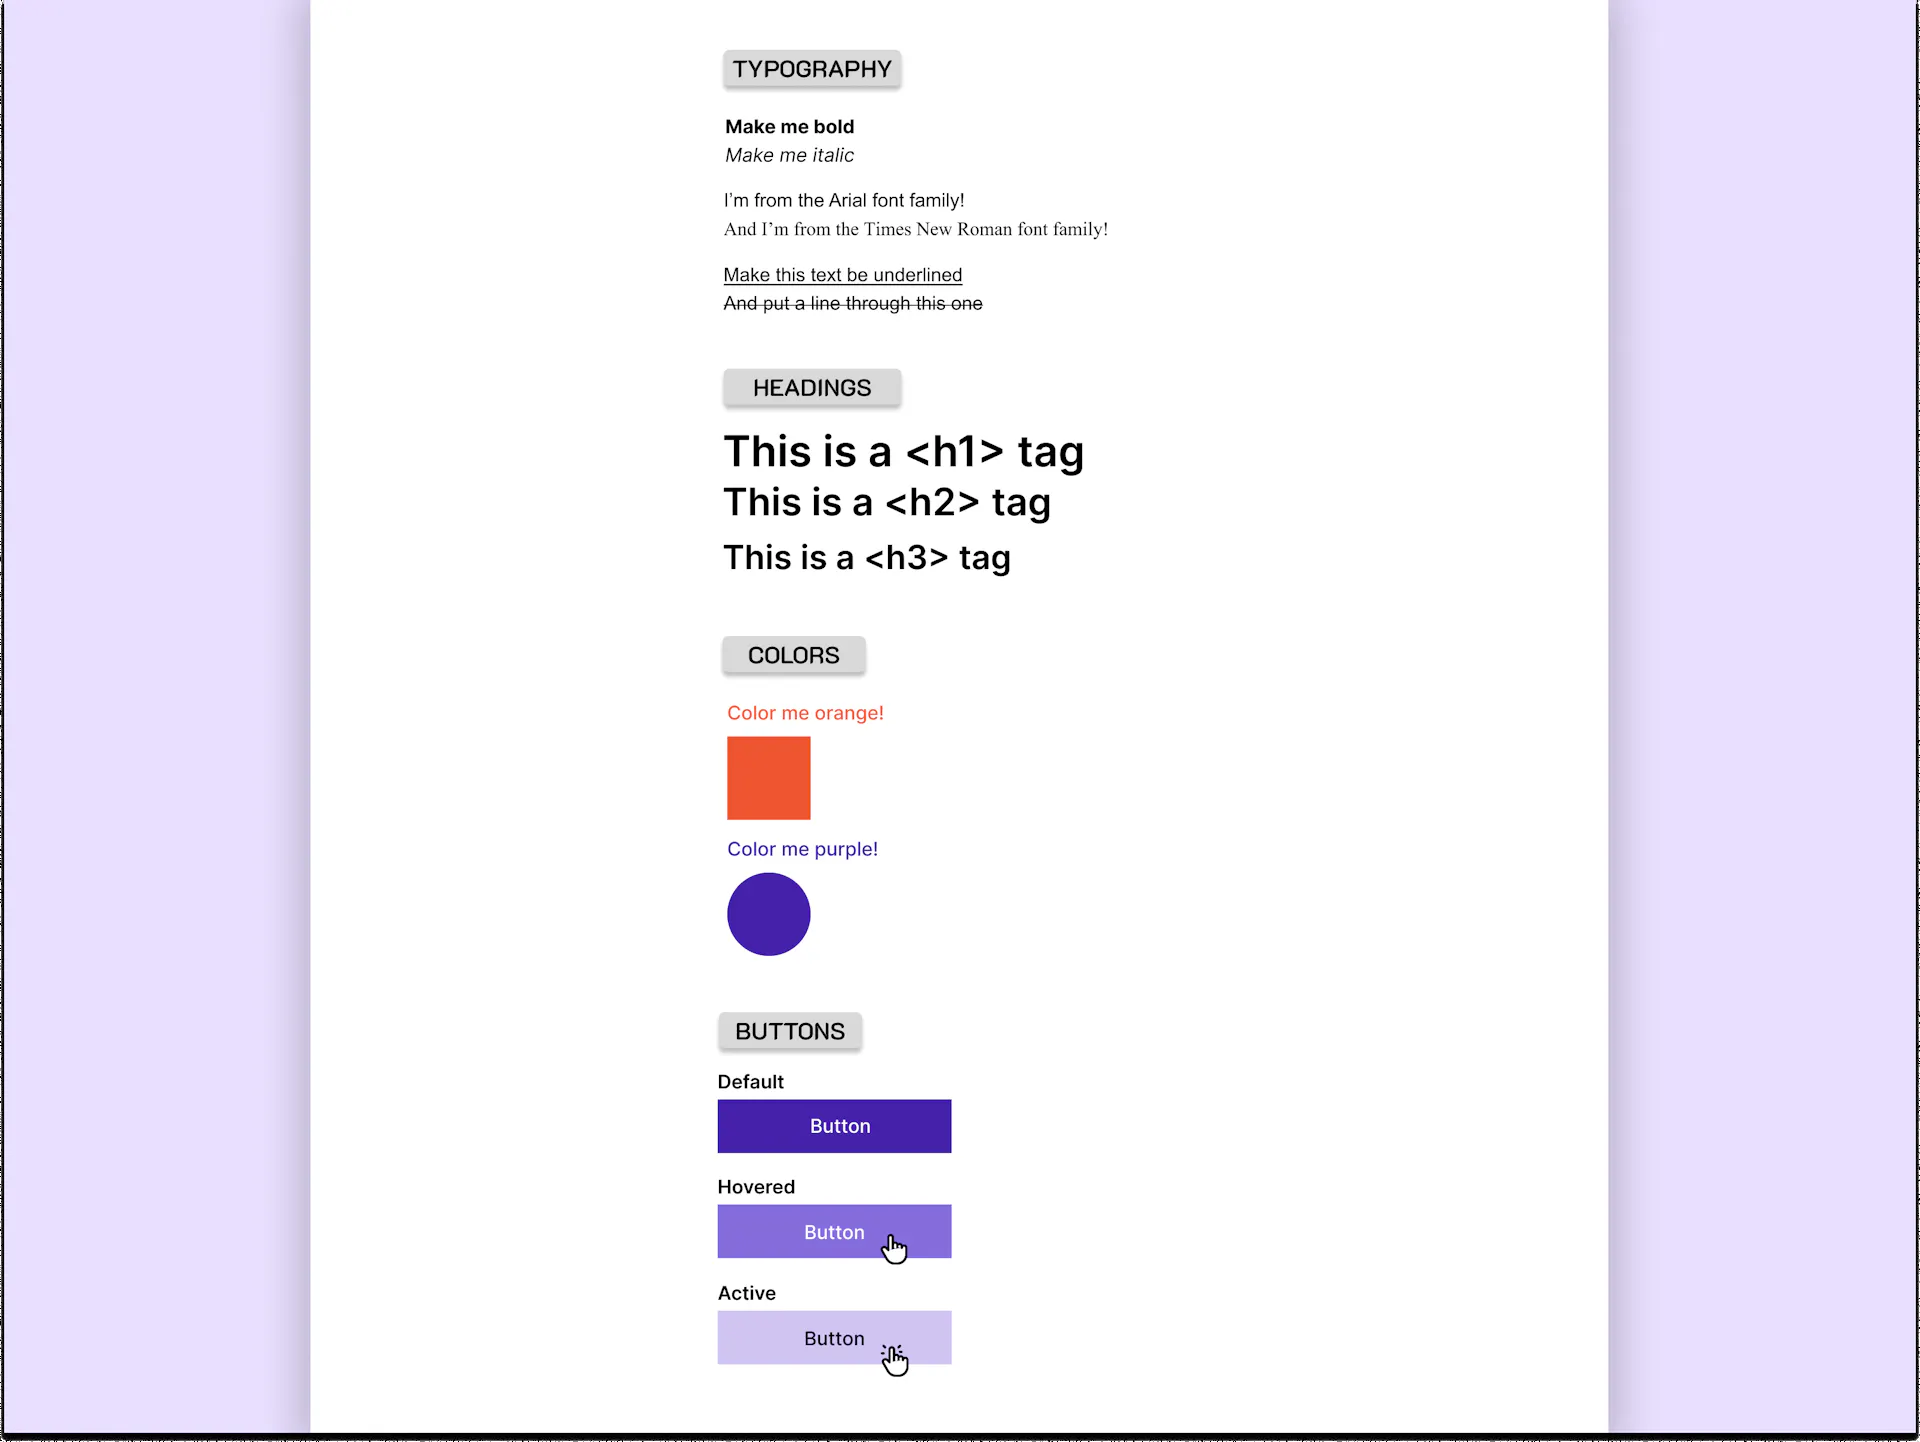 TYPOGRAPHY
Make me bold
Make me italic
I’m from the Arial font family!
And I’m from the Times New Roman font family!
Make this text be underlined
And put a line through this one
HEADINGS
This is a <h1> tag
This is a <h2> tag
This is a <h3> tag
COLORS
Color me orange!
Color me purple!
BUTTONS
Default
Button
Hovered
Button
Active
Button